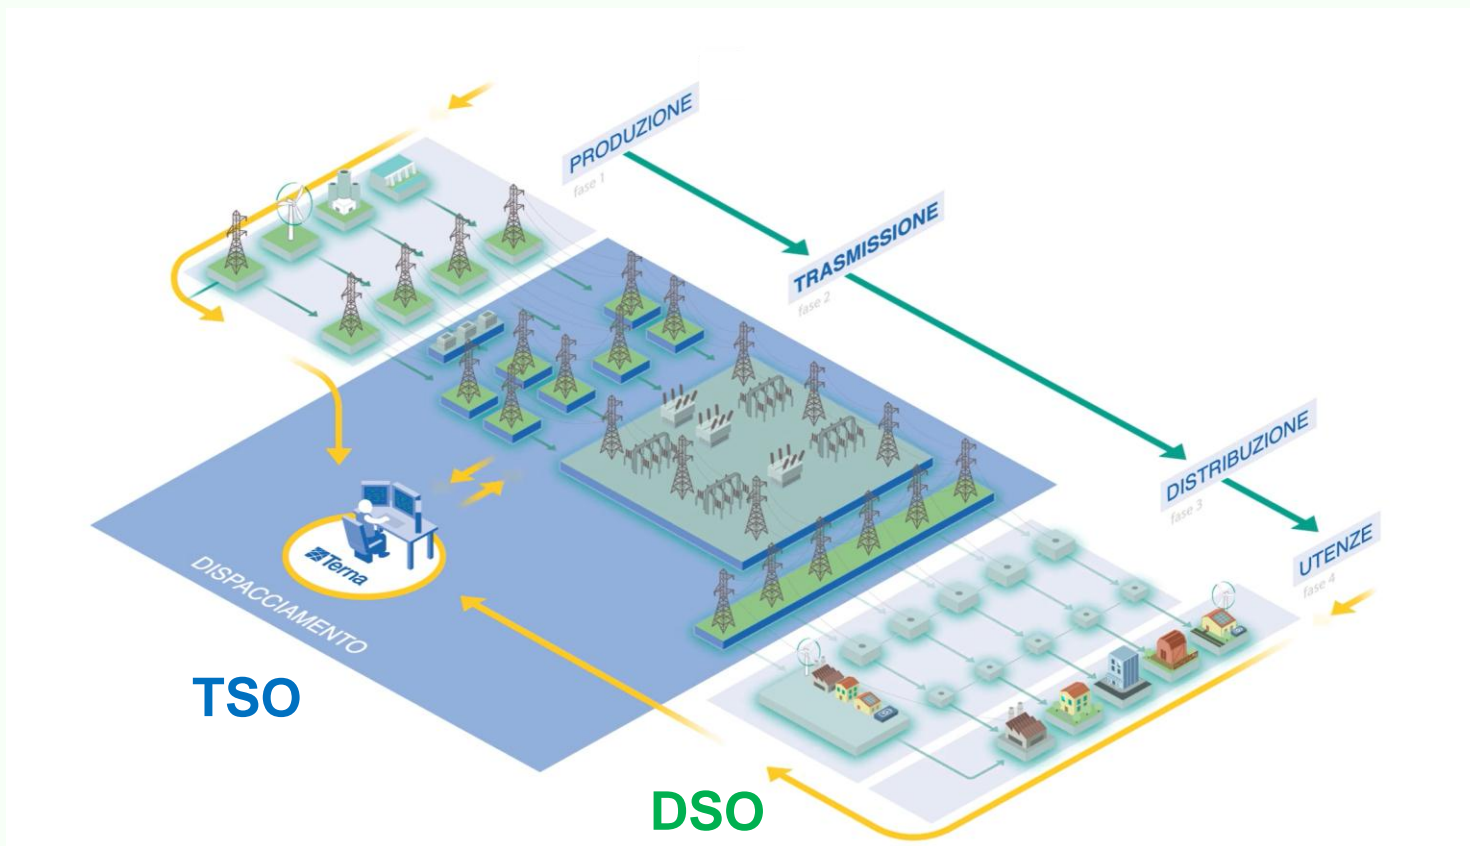 PRODUZIONE
fase 1
TRASMISSIONE
fase 2
DISTRIBUZIONE
fase 3
UTENZE
fase 4
Terna
DISPACCIAMENTO
TSO
DSO